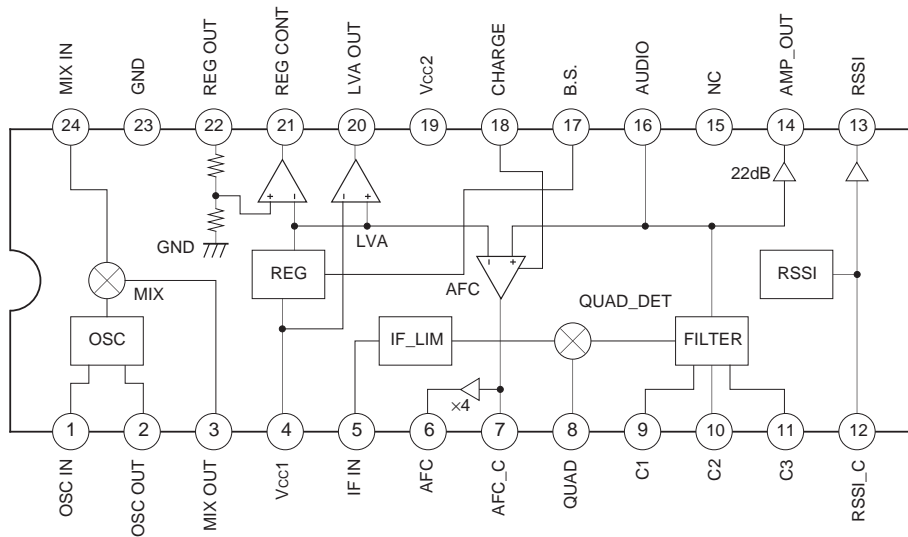 MIX IN
GND
REG OUT
REG CONT
LVA OUT
Vcc2
CHARGE
B.S.
AUDIO
NC
AMP_OUT
RSSI
24
23
22
21
20
19
18
17
16
15
14
13
22dB
+
−
−
+
−
+
GND
LVA
REG
AFC
RSSI
MIX
QUAD_DET
OSC
IF_LIM
FILTER
×4
1
2
3
4
5
6
7
8
9
10
11
12
OSC IN
OSC OUT
MIX OUT
Vcc1
IF IN
AFC
AFC_C
QUAD
C1
C2
C3
RSSI_C